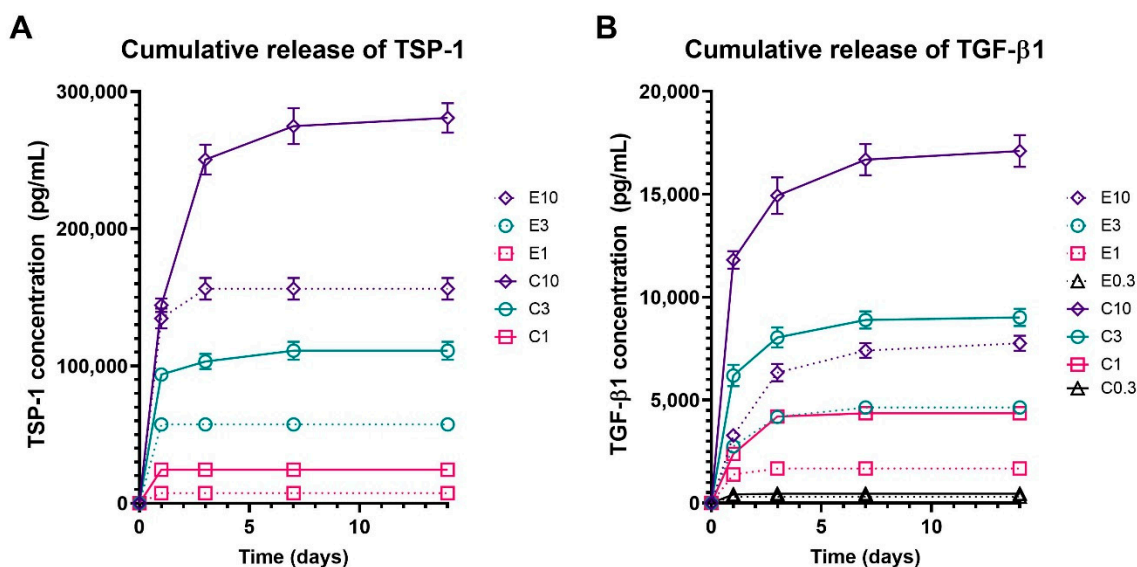 A
Cumulative release of TSP-1
TSP-1 concentration (pg/mL)
300,000
200,000
100,000
0
0
5
10
Time (days)
E10
E3
E1
C10
C3
C1
B
Cumulative release of TGF-β1
TGF-β1 concentration (pg/mL)
20,000
15,000
10,000
5,000
0
0
5
10
Time (days)
E10
E3
E1
E0.3
C10
C3
C1
C0.3